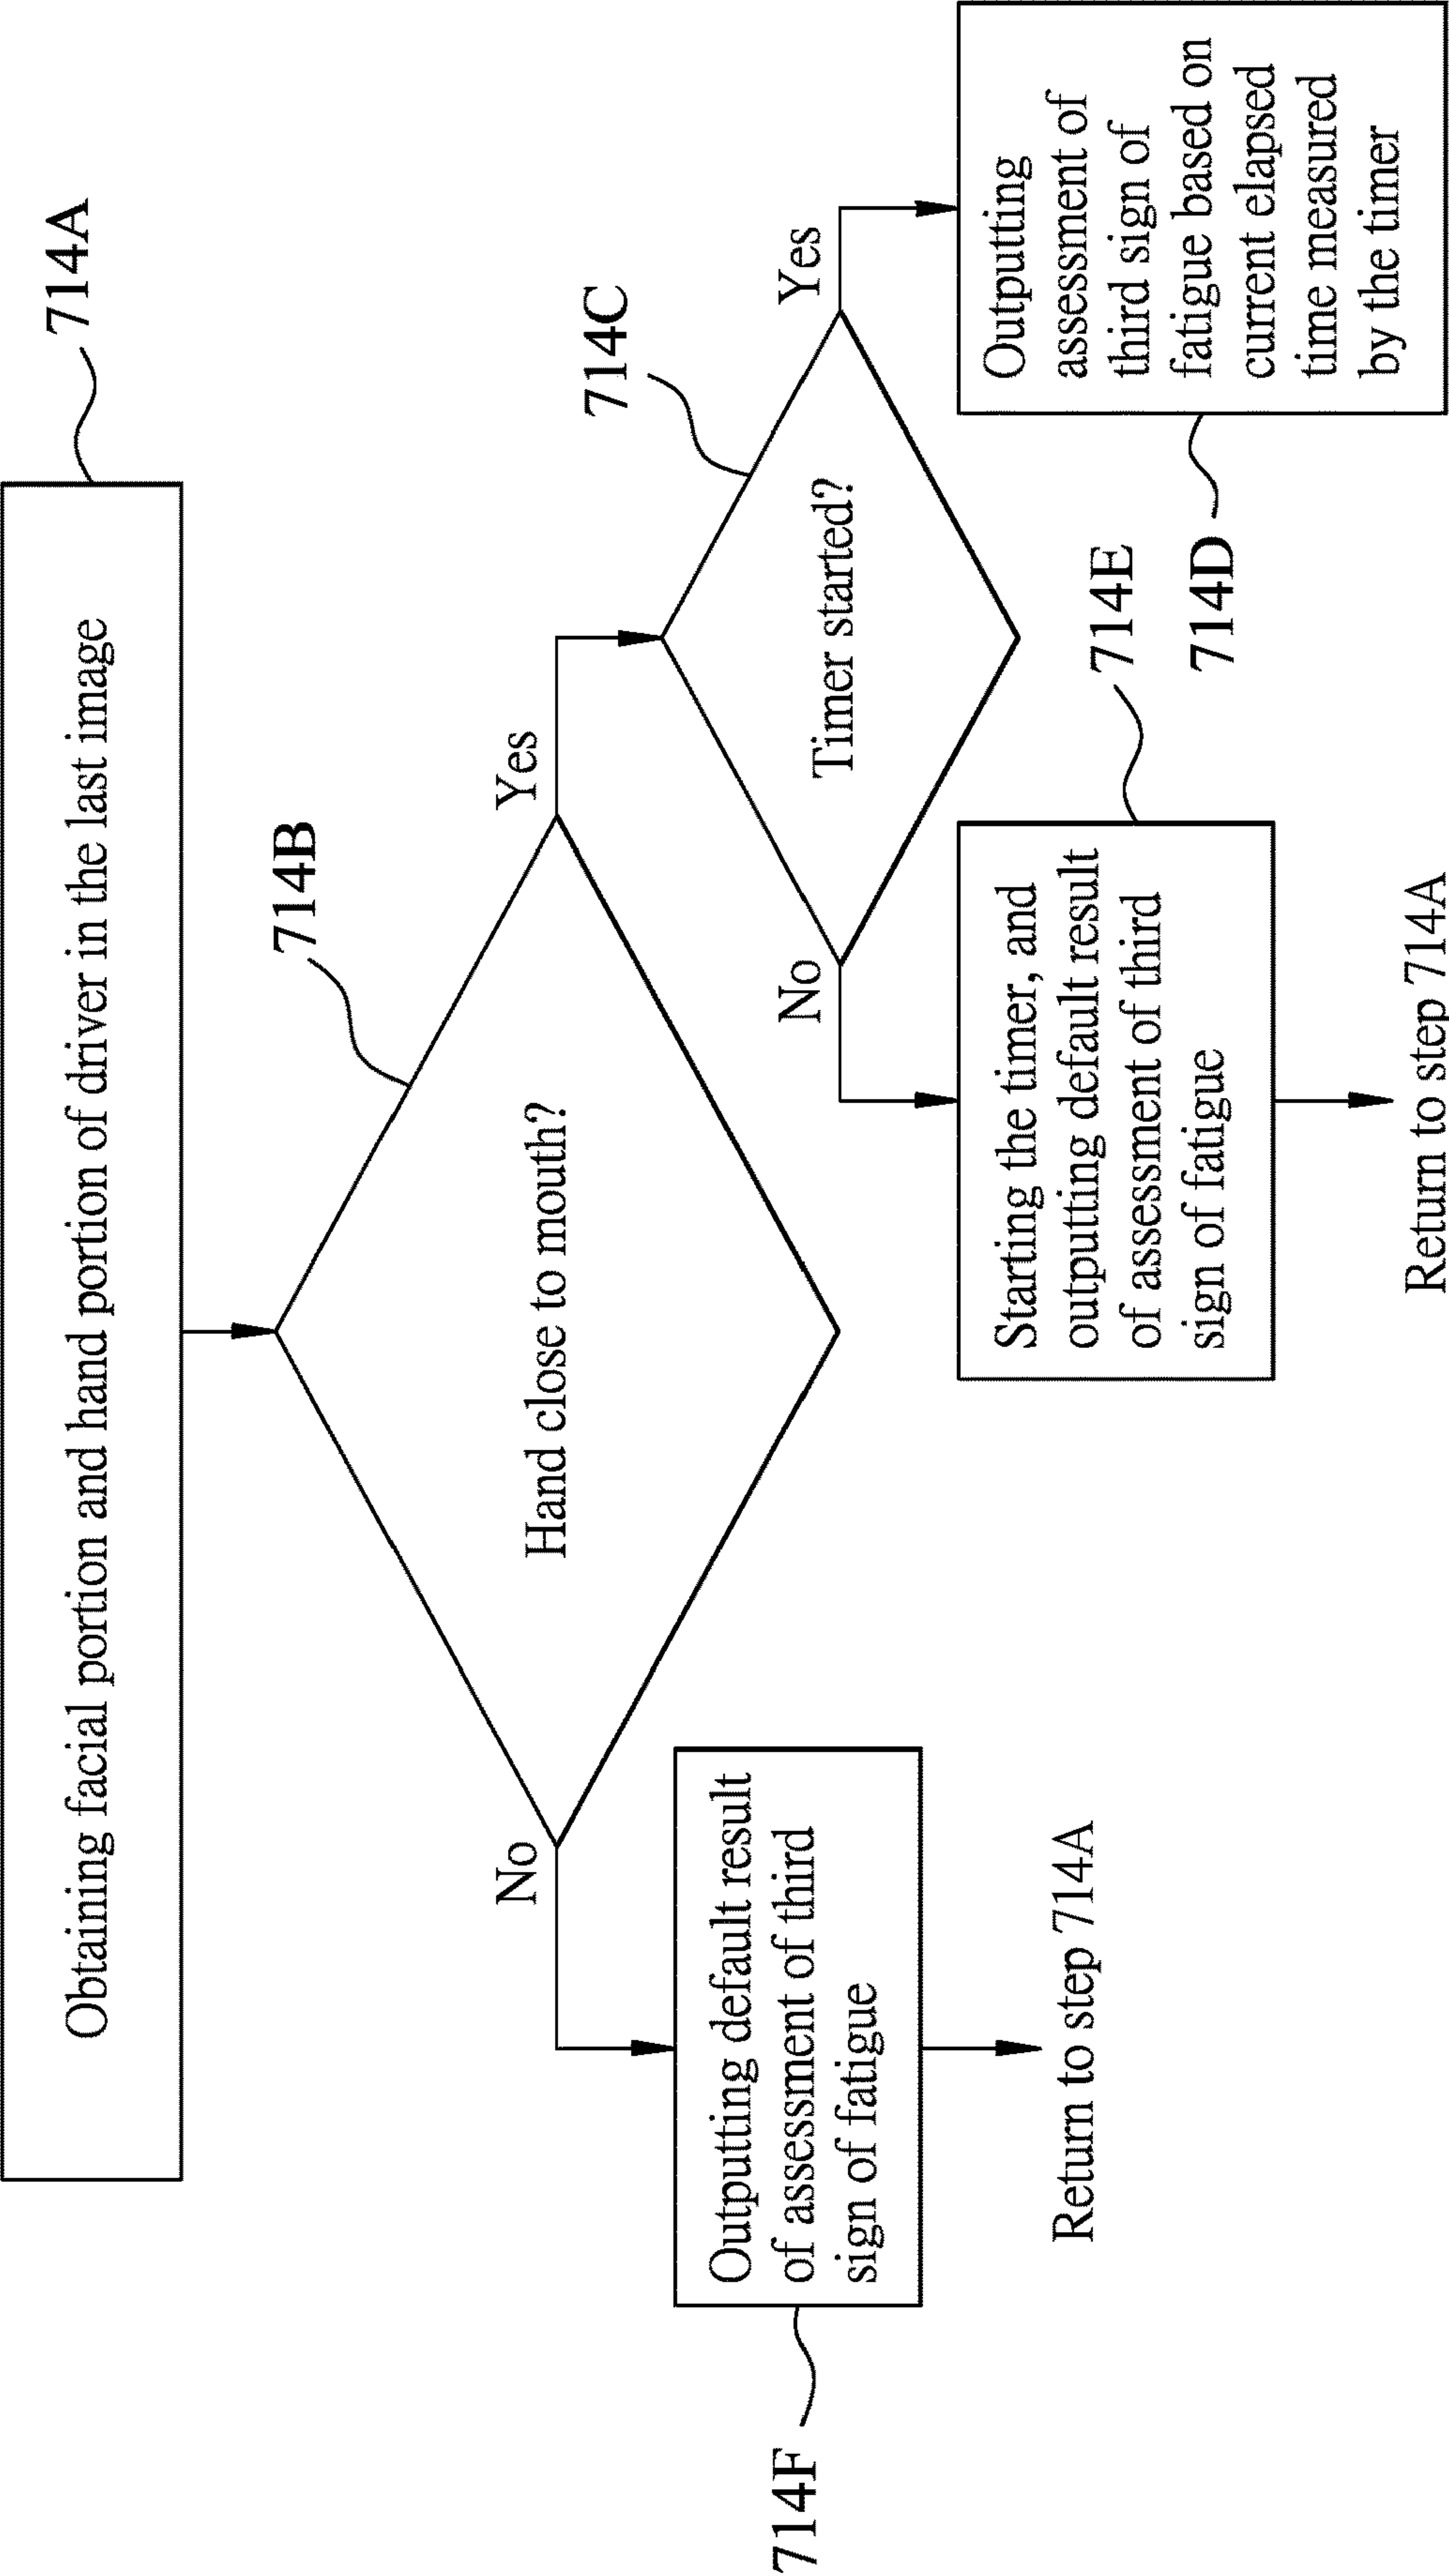 Obtaining facial portion and hand portion of driver in the last image
714A
714B
Hand close to mouth?
Yes
No
714C
Timer started?
Yes
No
Outputting
assessment of
third sign of
fatigue based on
current elapsed
time measured
by the timer
714D
714E
Starting the timer, and
outputting default result
of assessment of third
sign of fatigue
Return to step 714A
Outputting default result
of assessment of third
sign of fatigue
714F
Return to step 714A